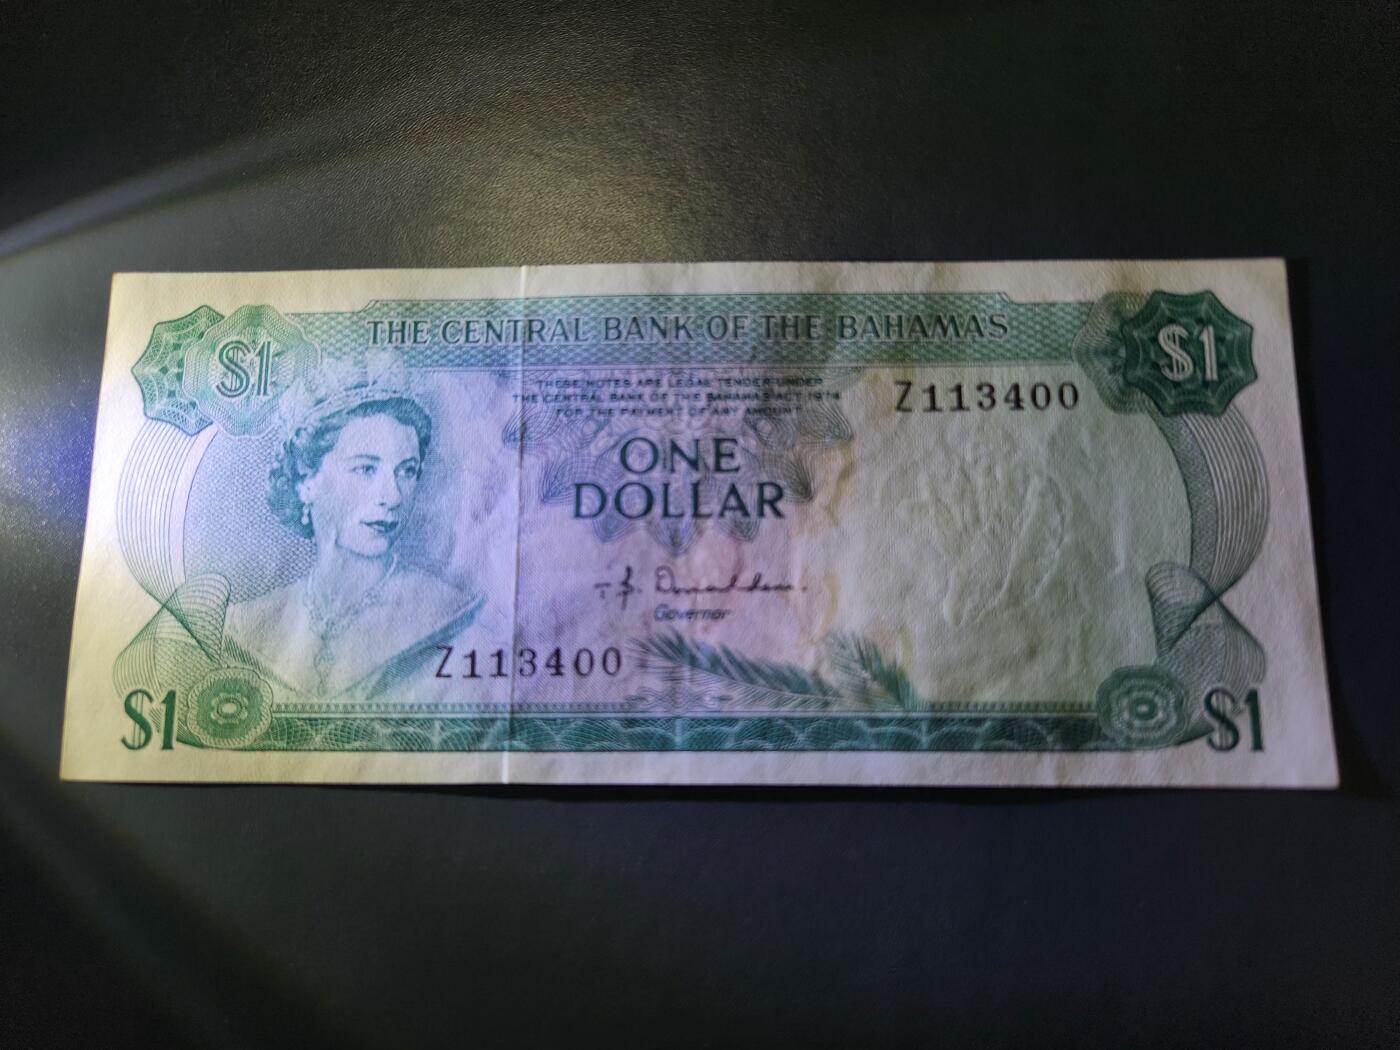 THE CENTRAL BANK OF THE BAHAMAS
$1
$1
THESE NOTES ARE LEGAL TENDER UNDER
THE CENTRAL BANK OF THE BAHAMAS ACT 1974
FOR THE PAYMENT OF ANY AMOUNT
Z113400
ONE
DOLLAR
T. B. Donaldson.
Governor
Z113400
$1
$1